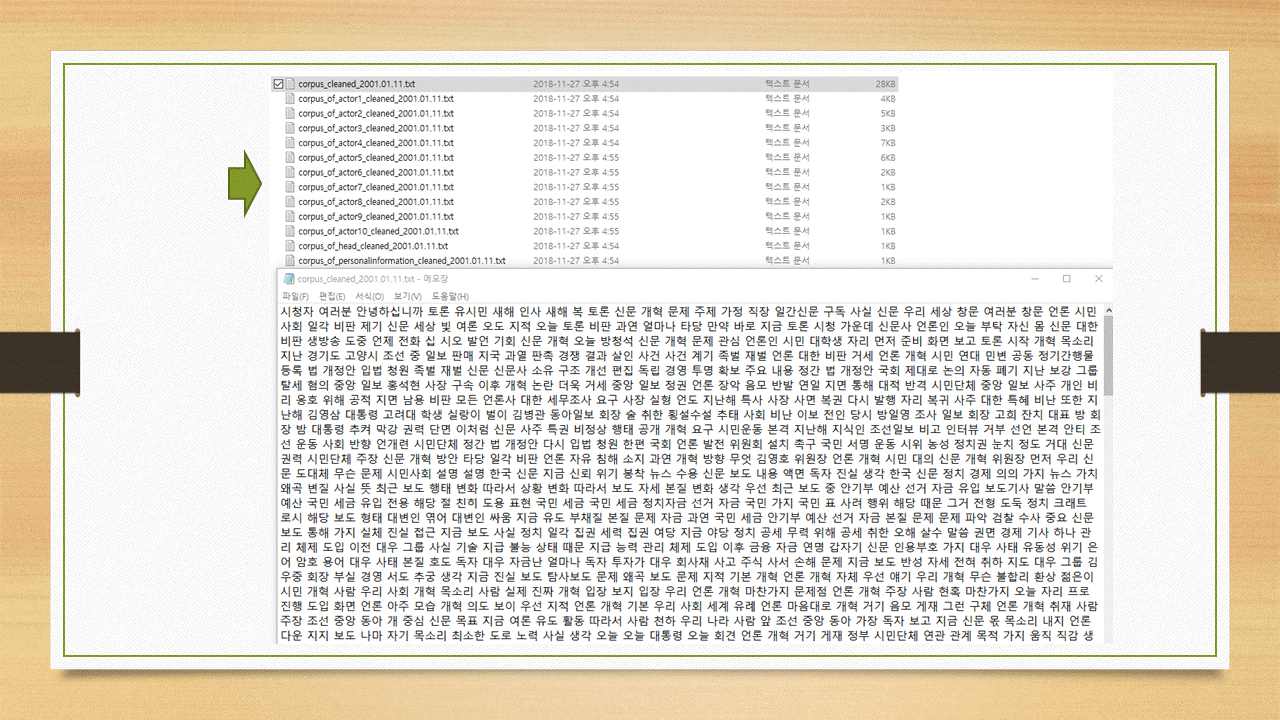 corpus_cleaned_2001.01.11.txt 2018-11-27 오후 4:54 텍스트 문서 28KB
corpus_of_actor1_cleaned_2001.01.11.txt 2018-11-27 오후 4:54 텍스트 문서 4KB
corpus_of_actor2_cleaned_2001.01.11.txt 2018-11-27 오후 4:54 텍스트 문서 5KB
corpus_of_actor3_cleaned_2001.01.11.txt 2018-11-27 오후 4:54 텍스트 문서 3KB
corpus_of_actor4_cleaned_2001.01.11.txt 2018-11-27 오후 4:54 텍스트 문서 7KB
corpus_of_actor5_cleaned_2001.01.11.txt 2018-11-27 오후 4:55 텍스트 문서 6KB
corpus_of_actor6_cleaned_2001.01.11.txt 2018-11-27 오후 4:55 텍스트 문서 2KB
corpus_of_actor7_cleaned_2001.01.11.txt 2018-11-27 오후 4:55 텍스트 문서 1KB
corpus_of_actor8_cleaned_2001.01.11.txt 2018-11-27 오후 4:55 텍스트 문서 2KB
corpus_of_actor9_cleaned_2001.01.11.txt 2018-11-27 오후 4:55 텍스트 문서 1KB
corpus_of_actor10_cleaned_2001.01.11.txt 2018-11-27 오후 4:55 텍스트 문서 1KB
corpus_of_head_cleaned_2001.01.11.txt 2018-11-27 오후 4:54 텍스트 문서 1KB
corpus_of_personalinformation_cleaned_2001.01.11.txt 2018-11-27 오후 4:54 텍스트 문서 1KB
corpus_cleaned_2001.01.11.txt - 메모장
파일(F) 편집(E) 서식(O) 보기(V) 도움말(H)
시청자 여러분 안녕하십니까 토론 유시민 새해 인사 새해 복 토론 신문 개혁 문제 주제 가정 직장 일간신문 구독 사실 신문 우리 세상 창문 여러분 창문 언론 시민
사회 일각 비판 제기 신문 세상 빛 여론 오도 지적 오늘 토론 비판 과연 얼마나 타당 만약 바로 지금 토론 시청 가운데 신문사 언론인 오늘 부탁 자신 몸 신문 대한
비판 생방송 도중 언제 전화 십 시오 발언 기회 신문 개혁 오늘 방청석 신문 개혁 문제 관심 언론인 시민 대학생 자리 먼저 준비 화면 보고 토론 시작 개혁 목소리
지난 경기도 고양시 조선 중 일보 판매 지국 과열 판족 경쟁 결과 살인 사건 사건 계기 족벌 재벌 언론 대한 비판 거세 언론 개혁 시민 연대 민변 공동 정기간행물
등록 법 개정안 입법 청원 족벌 재벌 신문 신문사 소유 구조 개선 편집 독립 경영 투명 확보 주요 내용 정간 법 개정안 국회 제대로 논의 자동 폐기 지난 보강 그룹
탈세 혐의 중앙 일보 홍석현 사장 구속 이후 개혁 논란 더욱 거세 중앙 일보 정권 언론 장악 음모 반발 연일 지면 통해 대적 반격 시민단체 중앙 일보 사주 개인 비
리 옹호 위해 공적 지면 남용 비판 모든 언론사 대한 세무조사 요구 사장 실형 언도 지난해 특사 사장 사면 복권 다시 발행 자리 복귀 사주 대한 특혜 비난 또한 지
난해 김영삼 대통령 고려대 학생 실랑이 벌이 김병관 동아일보 회장 술 취한 횡설수설 추태 사회 비난 이보 전인 당시 방일영 조사 일보 회장 고희 잔치 대표 방 회
장 방 대통령 추켜 막강 권력 단면 이처럼 신문 사주 특권 비정상 행태 공개 개혁 요구 시민운동 본격 지난해 지식인 조선일보 비고 인터뷰 거부 선언 본격 안티 조
선 운동 사회 반향 언개련 시민단체 정간 법 개정안 다시 입법 청원 한편 국회 언론 발전 위원회 설치 촉구 국민 서명 운동 시위 농성 정치권 눈치 정도 거대 신문
권력 시민단체 주장 신문 개혁 방안 타당 일각 비판 언론 자유 침해 소지 과연 개혁 방향 무엇 김영호 위원장 언론 개혁 시민 대의 신문 개혁 위원장 먼저 우리 신
문 도대체 무슨 문제 시민사회 설명 설명 한국 신문 지금 신뢰 위기 봉착 뉴스 수용 신문 보도 내용 액면 독자 진실 생각 한국 신문 정치 경제 의의 가지 뉴스 가치
왜곡 변질 사실 뜻 최근 보도 행태 변화 따라서 상황 변화 따라서 보도 자세 본질 변화 생각 우선 최근 보도 중 안기부 예산 선거 자금 유입 보도기사 말씀 안기부
예산 국민 세금 유입 전용 해당 절 친히 도용 표현 국민 세금 국민 세금 정치자금 선거 자금 국민 가지 국민 표 사려 행위 해당 때문 그거 전형 도둑 정치 크래트
로시 해당 보도 형태 대변인 엮어 대변인 싸움 지금 유도 부채질 본질 문제 자금 과연 국민 세금 안기부 예산 선거 자금 본질 문제 문제 파악 검찰 수사 중요 신문
보도 통해 가지 실체 진실 접근 지금 보도 사실 정치 일각 집권 세력 집권 여당 지금 야당 정치 공세 무력 위해 공세 취한 오해 살수 말씀 권면 경제 기사 하나 관
리 체제 도입 이전 대우 그룹 사실 기술 지급 불능 상태 때문 지급 능력 관리 체제 도입 이후 금융 자금 연명 갑자기 신문 인용부호 가지 대우 사태 유동성 위기 은
어 암호 용어 대우 사태 본질 호도 독자 대우 자금난 얼마나 독자 투자가 대우 회사채 사고 주식 사서 손해 문제 지금 보도 반성 자세 전혀 취하 지도 대우 그룹 김
우중 회장 부실 경영 서도 추궁 생각 지금 진실 보도 탐사보도 문제 왜곡 보도 문제 지적 기본 개혁 언론 개혁 자체 우선 얘기 우리 개혁 무슨 불합리 환상 젊은이
시민 개혁 사람 우리 사회 개혁 목소리 사람 실제 진짜 개혁 입장 보지 입장 우리 언론 개혁 마찬가지 문제점 언론 개혁 주장 사람 현혹 마찬가지 오늘 자리 프로
진행 도입 화면 언론 아주 모습 개혁 의도 보이 우선 지적 언론 개혁 기본 우리 사회 세계 유례 언론 마음대로 개혁 거기 음모 게재 그런 구체 언론 개혁 취재 사람
주장 조선 중앙 동아 개 중심 신문 목표 지금 여론 유도 활동 따라서 사람 천하 우리 나라 사람 앞 조선 중앙 동아 가장 독자 보고 지금 신문 몫 목소리 내지 언론
다운 지지 보도 나마 자기 목소리 최소한 도로 노력 사실 생각 오늘 오늘 대통령 오늘 회견 언론 개혁 거기 게재 정부 시민단체 연관 관계 목적 가지 움직 직감 생